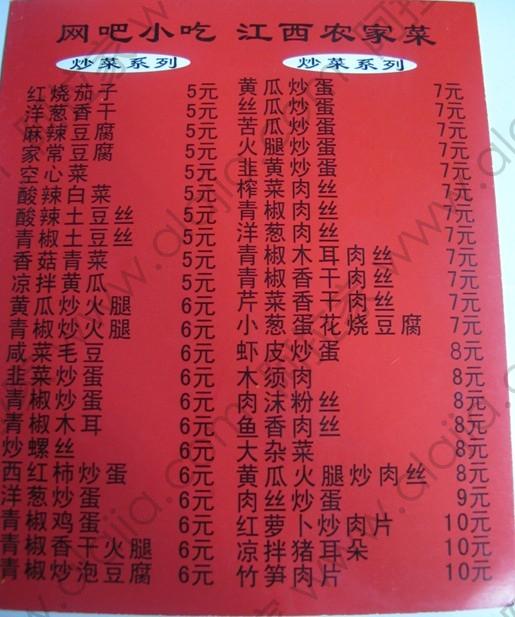 网吧小吃 江西农家菜
炒菜系列
红烧茄子 5元
洋葱香干 5元
麻辣豆腐 5元
家常豆腐 5元
空心菜 5元
酸辣白菜 5元
酸辣土豆丝 5元
青椒土豆丝 5元
香菇青菜 5元
凉拌黄瓜 5元
黄瓜炒火腿 6元
青椒炒火腿 6元
咸菜毛豆 6元
韭菜炒蛋 6元
青椒炒蛋 6元
青椒木耳 6元
炒螺丝 6元
西红柿炒蛋 6元
洋葱炒蛋 6元
青椒鸡蛋 6元
青椒香干火腿 6元
青椒炒泡豆腐 6元
炒菜系列
黄瓜炒蛋 7元
丝瓜炒蛋 7元
苦瓜炒蛋 7元
火腿炒蛋 7元
韭黄炒蛋 7元
榨菜肉丝 7元
青椒肉丝 7元
洋葱肉丝 7元
青椒木耳肉丝 7元
青椒香干肉丝 7元
芹菜香干肉丝 7元
小葱蛋花烧豆腐 7元
虾皮炒蛋 8元
木须肉 8元
肉沫粉丝 8元
鱼香肉丝 8元
大杂菜 8元
黄瓜火腿炒肉丝 8元
肉丝炒蛋 9元
红萝卜炒肉片 10元
凉拌猪耳朵 10元
竹笋肉片 10元
www.alajia.com